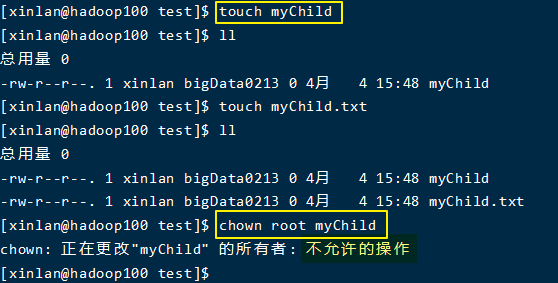 [xinlan@hadoop100 test]$ touch myChild
[xinlan@hadoop100 test]$ ll
总用量 0
-rw-r--r--. 1 xinlan bigData0213 0 4月   4 15:48 myChild
[xinlan@hadoop100 test]$ touch myChild.txt
[xinlan@hadoop100 test]$ ll
总用量 0
-rw-r--r--. 1 xinlan bigData0213 0 4月   4 15:48 myChild
-rw-r--r--. 1 xinlan bigData0213 0 4月   4 15:48 myChild.txt
[xinlan@hadoop100 test]$ chown root myChild
chown: 正在更改"myChild" 的所有者: 不允许的操作
[xinlan@hadoop100 test]$